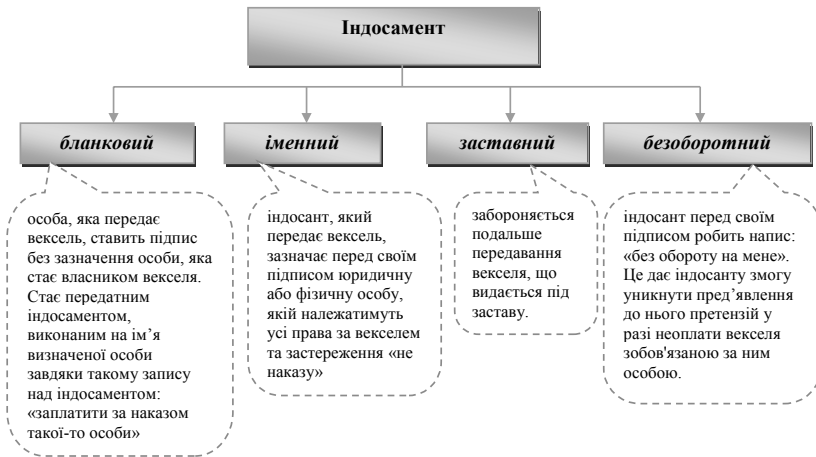 Індосамент
бланковий
іменний
заставний
безоборотний
особа, яка передає
вексель, ставить підпис
без зазначення особи, яка
стає власником векселя.
Стає передатним
індосаментом,
виконаним на ім’я
визначеної особи
завдяки такому запису
над індосаментом:
«заплатити за наказом
такої-то особи»
індосант, який
передає вексель,
зазначає перед своїм
підписом юридичну
або фізичну особу,
якій належатимуть
усі права за векселем
та застереження «не
наказу»
забороняється
подальше
передавання
векселя, що
видається під
заставу.
індосант перед своїм
підписом робить напис:
«без обороту на мене».
Це дає індосанту змогу
уникнути пред’явлення
до нього претензій у
разі неоплати векселя
зобов'язаною за ним
особою.